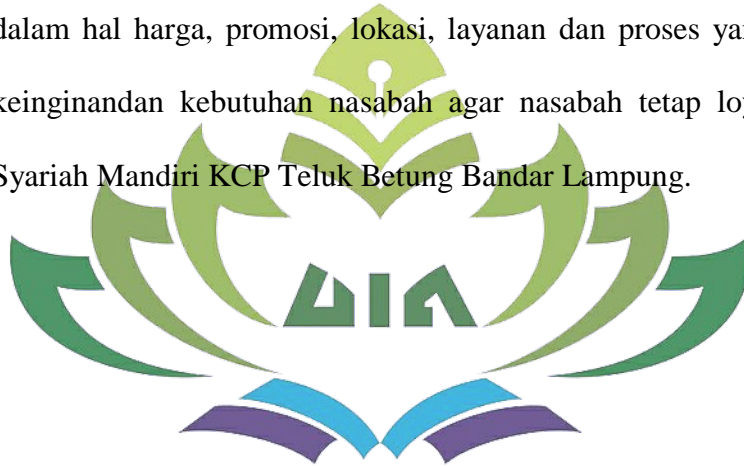 dalam hal harga, promosi, lokasi, layanan dan proses
keinginandan kebutuhan nasabah agar nasabah tetap
Syariah Mandiri KCP Teluk Betung Bandar Lampung.
UIN